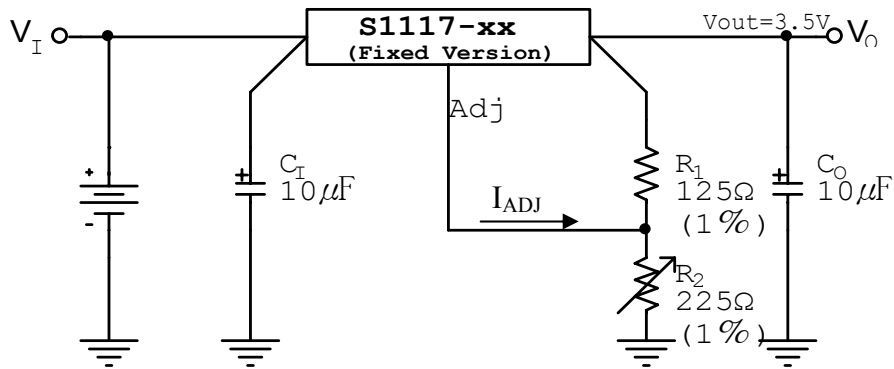 S1117-xx
(Fixed Version)
V_I
Vout=3.5V
V_O
Adj
+
-
+
C_I
10μF
I_ADJ
R_1
125Ω
(1%)
R_2
225Ω
(1%)
+
C_O
10μF